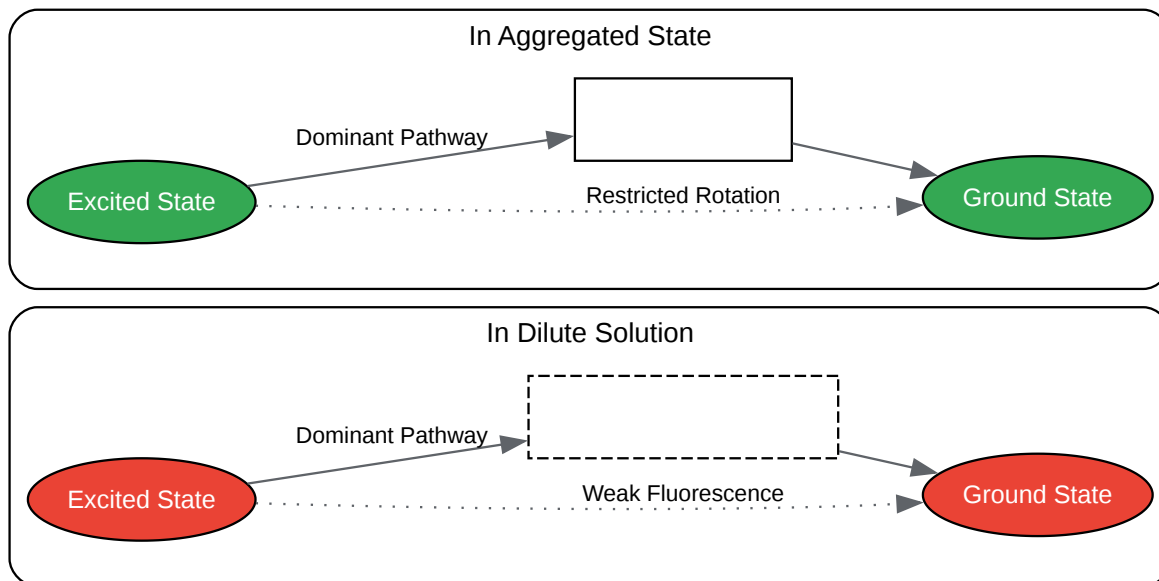 In Aggregated State
Dominant Pathway
Excited State
Restricted Rotation
Ground State
In Dilute Solution
Dominant Pathway
Excited State
Weak Fluorescence
Ground State